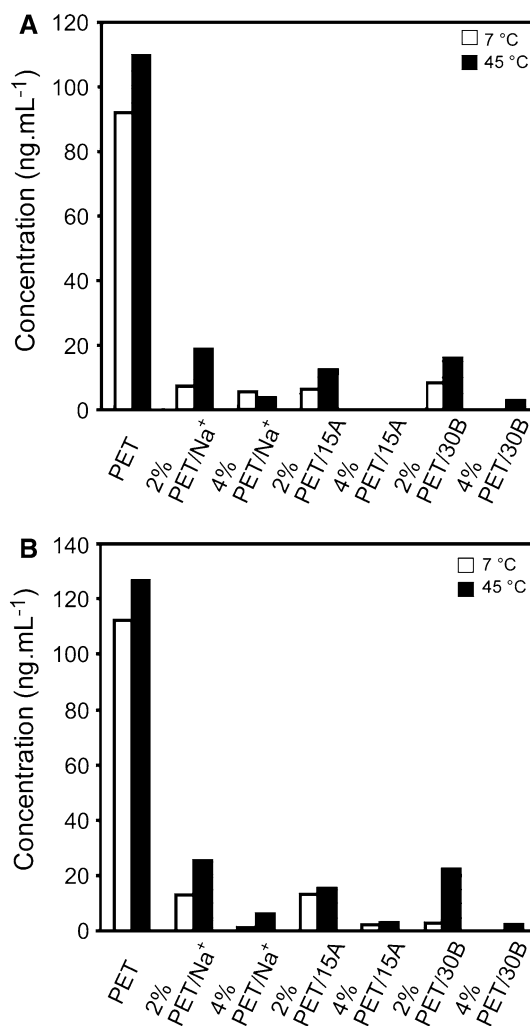 A
120
100
80
60
40
20
0
Concentration (ng.mL-1)
7 °C
45 °C
PET
2%
PET/Na+
4%
PET/Na+
2%
PET/15A
4%
PET/15A
2%
PET/30B
4%
PET/30B
B
140
120
100
80
60
40
20
0
Concentration (ng.mL-1)
7 °C
45 °C
PET
2%
PET/Na+
4%
PET/Na+
2%
PET/15A
4%
PET/15A
2%
PET/30B
4%
PET/30B